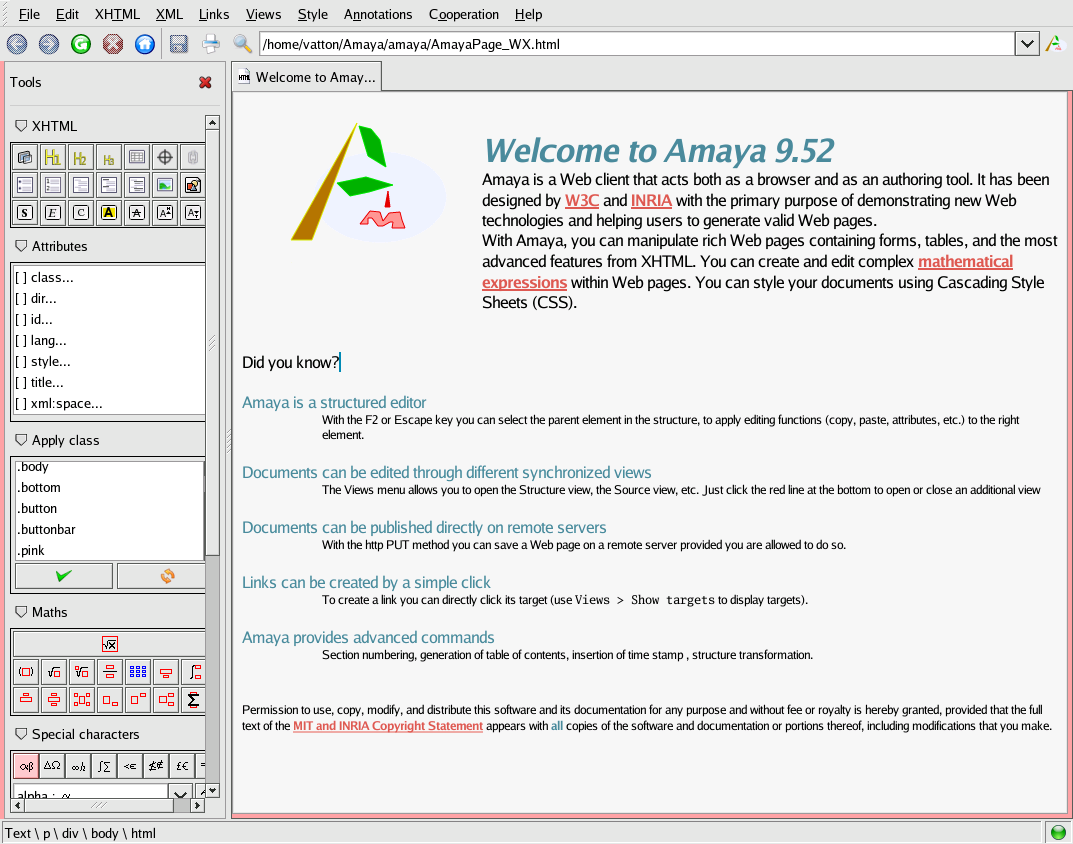 File Edit XHTML XML Links Views Style Annotations Cooperation Help
/home/vatton/Amaya/amaya/AmayaPage_WX.html
Tools
Welcome to Amay...
XHTML
H1 H2 H3
S E C A A
Attributes
[ ] class...
[ ] dir...
[ ] id...
[ ] lang...
[ ] style...
[ ] title...
[ ] xml:space...
Apply class
.body
.bottom
.button
.buttonbar
.pink
Maths
Special characters
αβ ΔΩ ∞½ ∫∑ <∈ ≰∉ £€
alpha : α
Welcome to Amaya 9.52
Amaya is a Web client that acts both as a browser and as an authoring tool. It has been
designed by W3C and INRIA with the primary purpose of demonstrating new Web
technologies and helping users to generate valid Web pages.
With Amaya, you can manipulate rich Web pages containing forms, tables, and the most
advanced features from XHTML. You can create and edit complex mathematical
expressions within Web pages. You can style your documents using Cascading Style
Sheets (CSS).
Did you know?
Amaya is a structured editor
With the F2 or Escape key you can select the parent element in the structure, to apply editing functions (copy, paste, attributes, etc.) to the right
element.
Documents can be edited through different synchronized views
The Views menu allows you to open the Structure view, the Source view, etc. Just click the red line at the bottom to open or close an additional view
Documents can be published directly on remote servers
With the http PUT method you can save a Web page on a remote server provided you are allowed to do so.
Links can be created by a simple click
To create a link you can directly click its target (use Views > Show targets to display targets).
Amaya provides advanced commands
Section numbering, generation of table of contents, insertion of time stamp , structure transformation.
Permission to use, copy, modify, and distribute this software and its documentation for any purpose and without fee or royalty is hereby granted, provided that the full
text of the MIT and INRIA Copyright Statement appears with all copies of the software and documentation or portions thereof, including modifications that you make.
Text \ p \ div \ body \ html